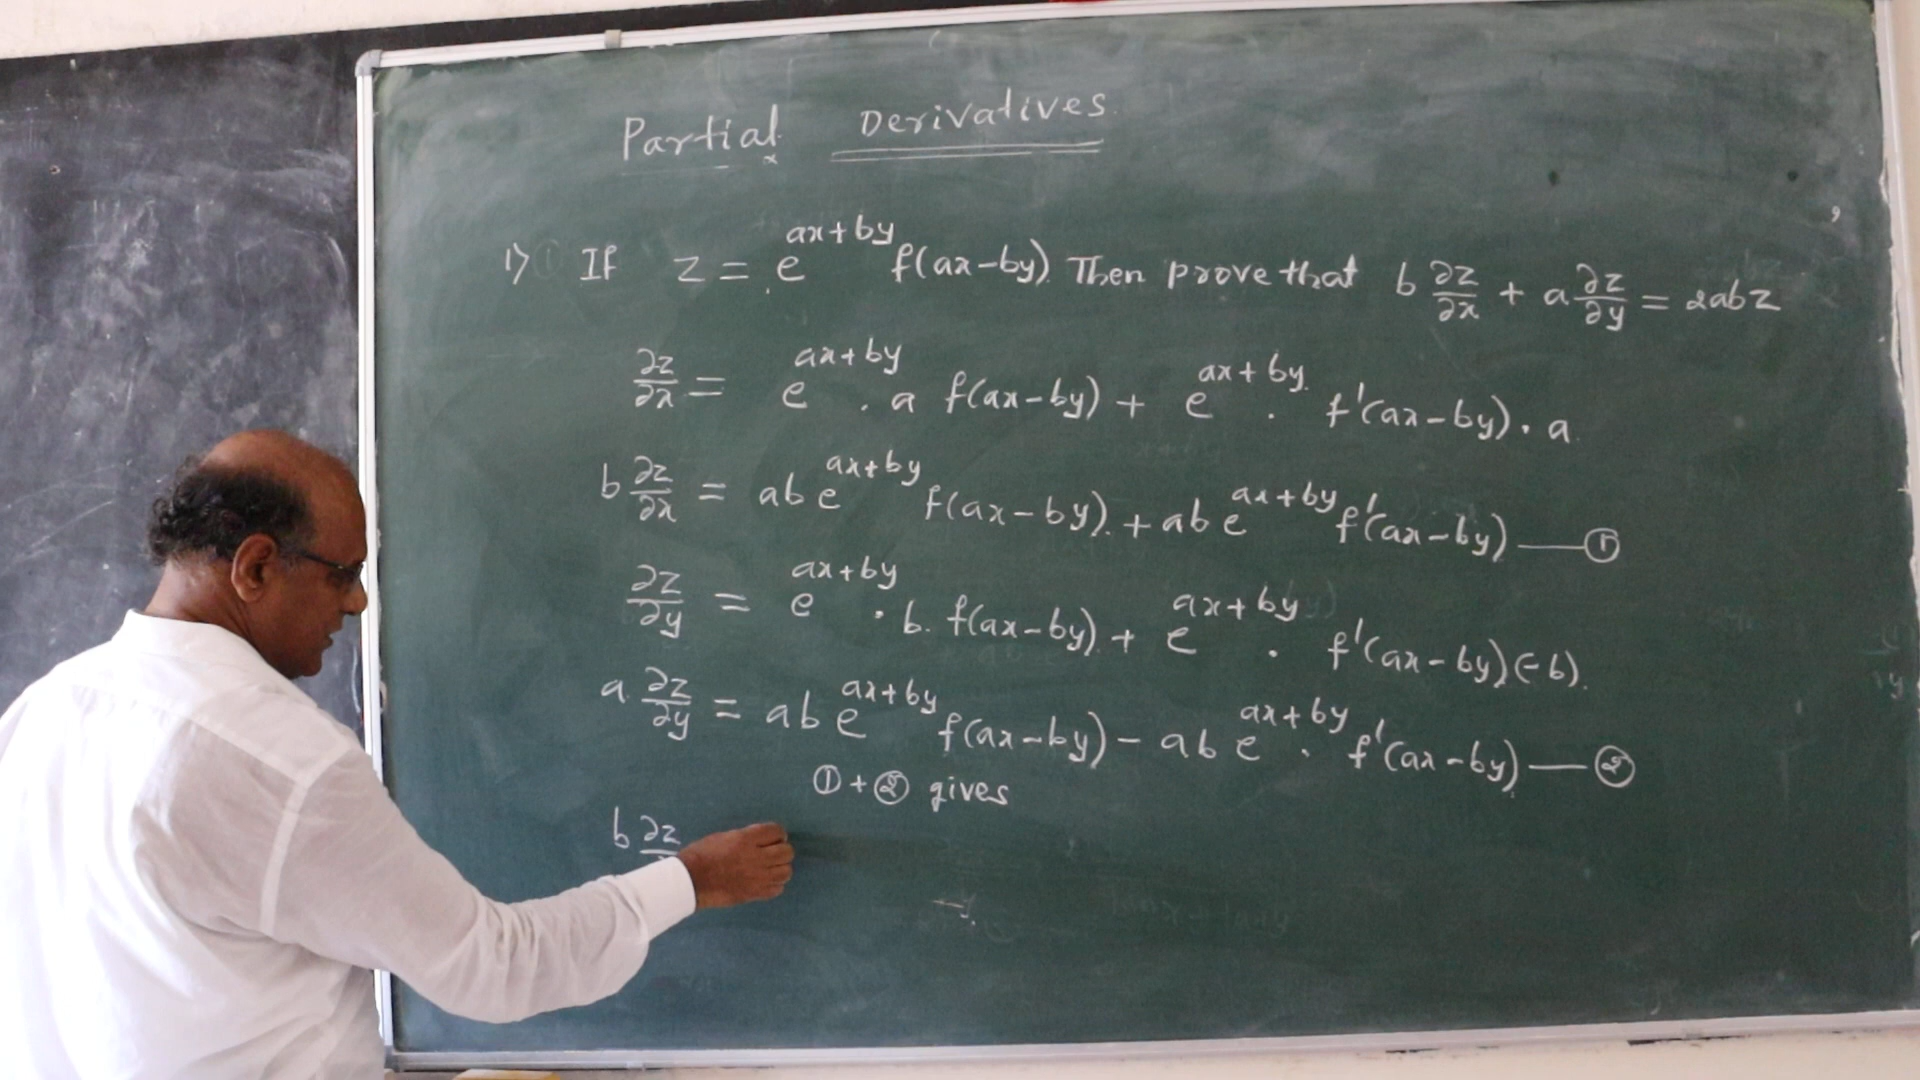 Partial Derivatives
1) If z = e^{ax+by} f(ax-by) Then prove that b ∂z/∂x + a ∂z/∂y = 2abz
∂z/∂x = e^{ax+by} . a f(ax-by) + e^{ax+by} . f'(ax-by) . a
b ∂z/∂x = ab e^{ax+by} f(ax-by) + ab e^{ax+by} f'(ax-by) —— ①
∂z/∂y = e^{ax+by} . b. f(ax-by) + e^{ax+by} . f'(ax-by)(-b).
a ∂z/∂y = ab e^{ax+by} f(ax-by) - ab e^{ax+by} . f'(ax-by) —— ②
① + ② gives
b ∂z